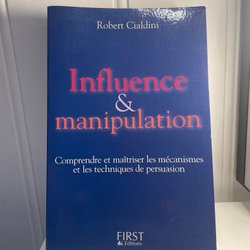 Robert Cialdini
Influence
&
manipulation
Comprendre et maîtriser les mécanismes
et les techniques de persuasion
FIRST
& Editions